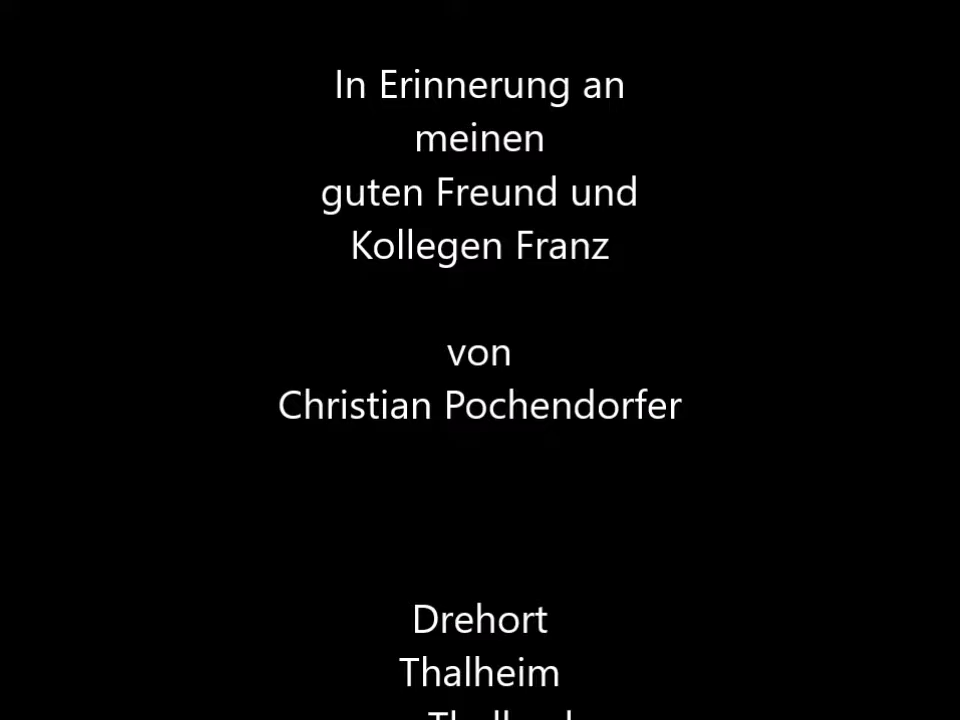 In Erinnerung an
meinen
guten Freund und
Kollegen Franz
von
Christian Pochendorfer
Drehort
Thalheim